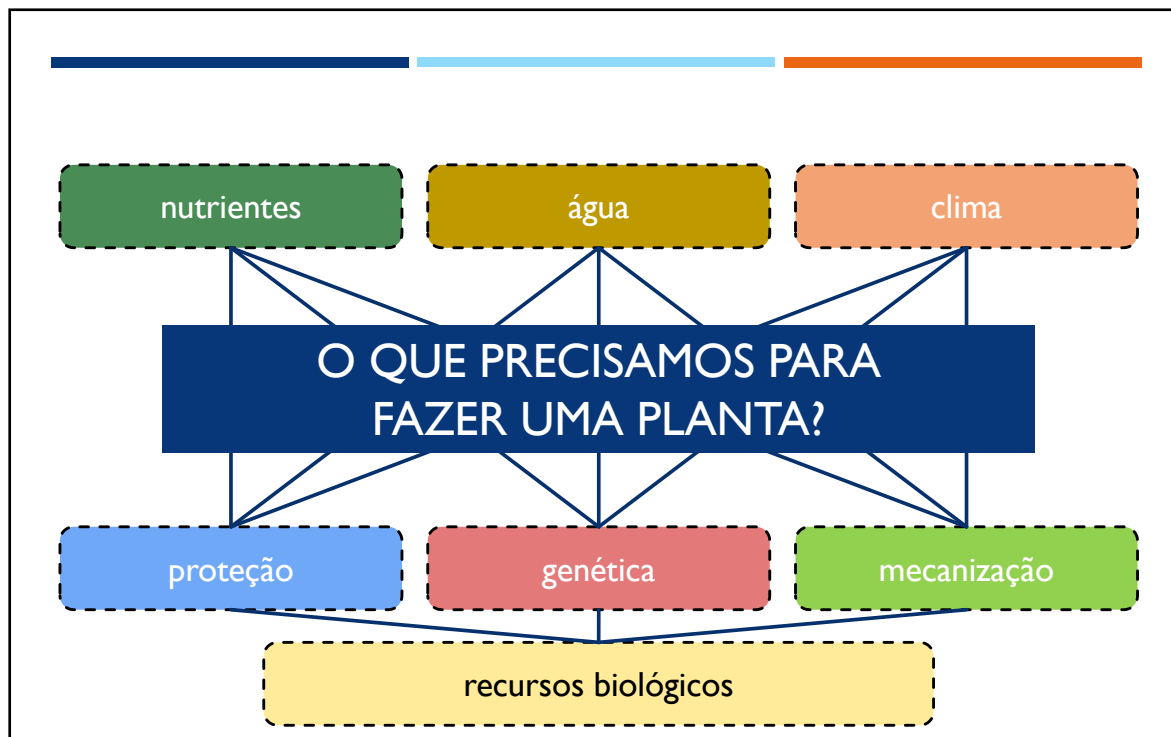 nutrientes
água
clima
O QUE PRECISAMOS PARA
FAZER UMA PLANTA?
proteção
genética
mecanização
recursos biológicos